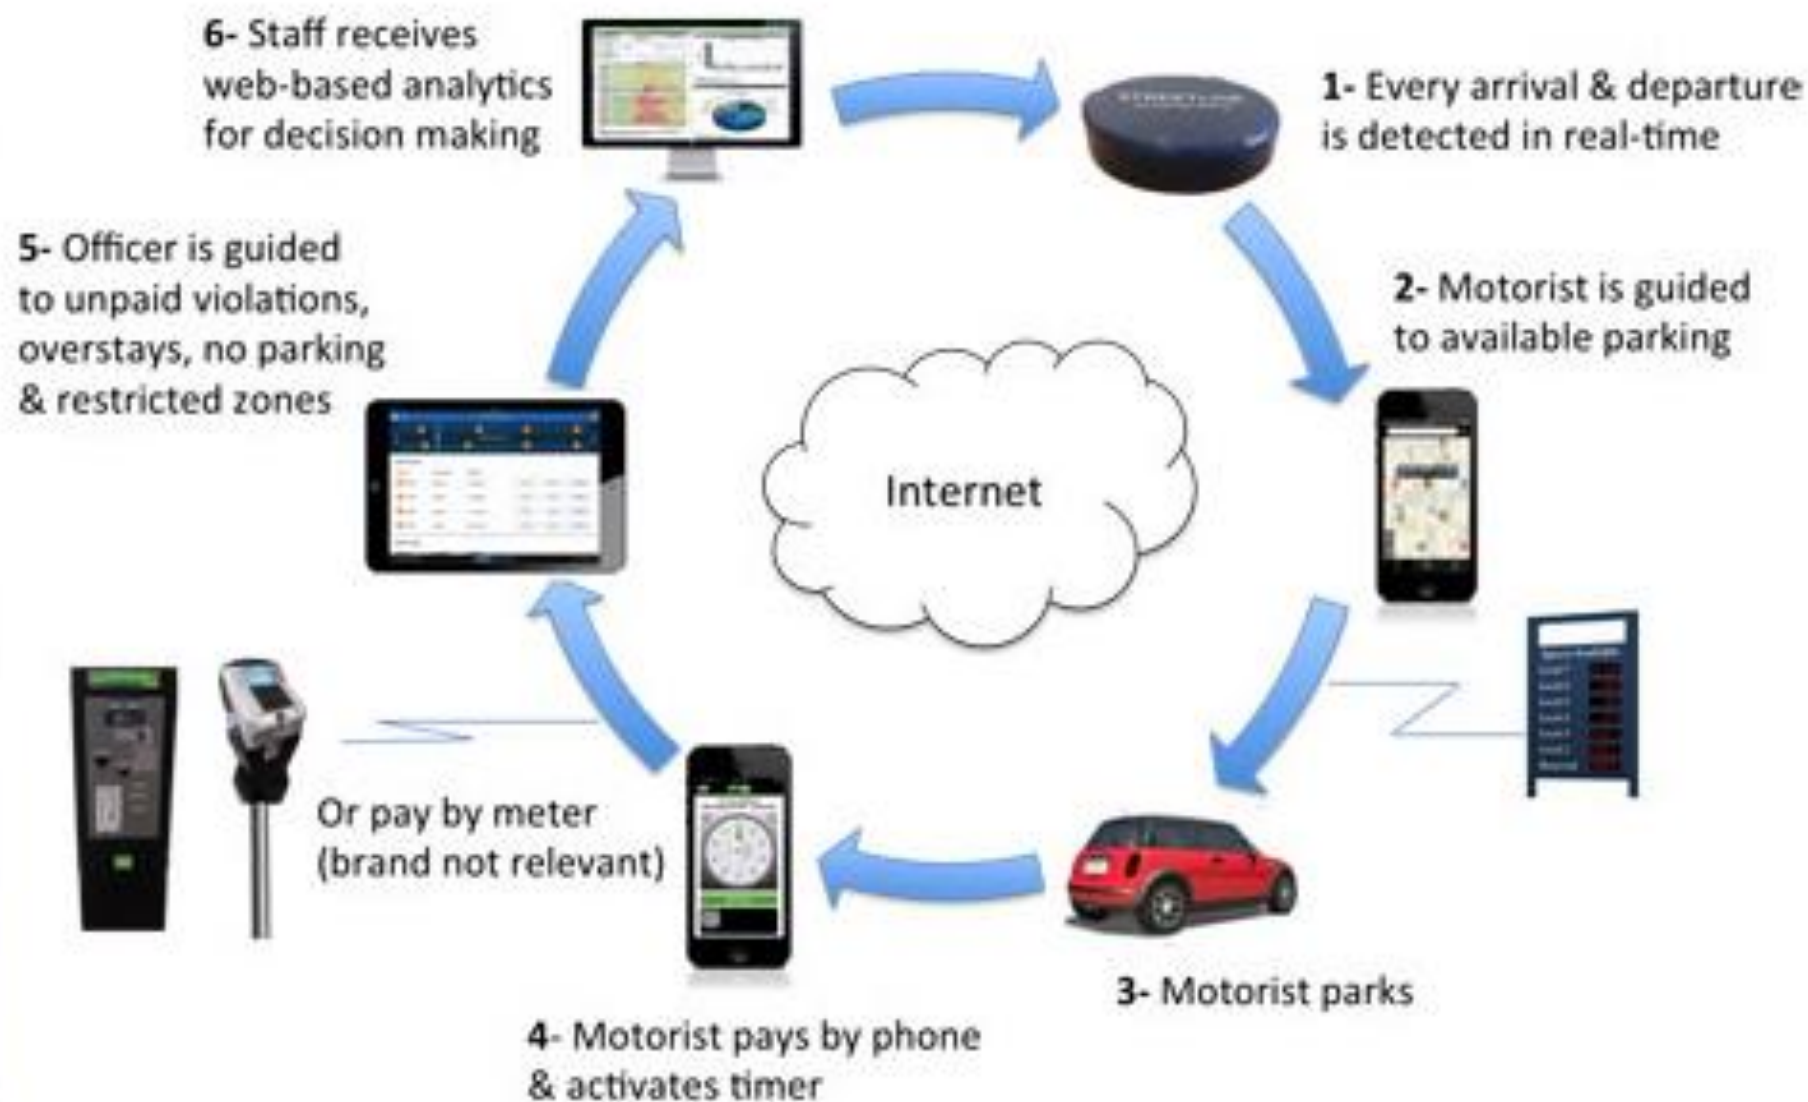 6- Staff receives
web-based analytics
for decision making
1- Every arrival & departure
is detected in real-time
2- Motorist is guided
to available parking
5- Officer is guided
to unpaid violations,
overstays, no parking
& restricted zones
Internet
Or pay by meter
(brand not relevant)
3- Motorist parks
4- Motorist pays by phone
& activates timer